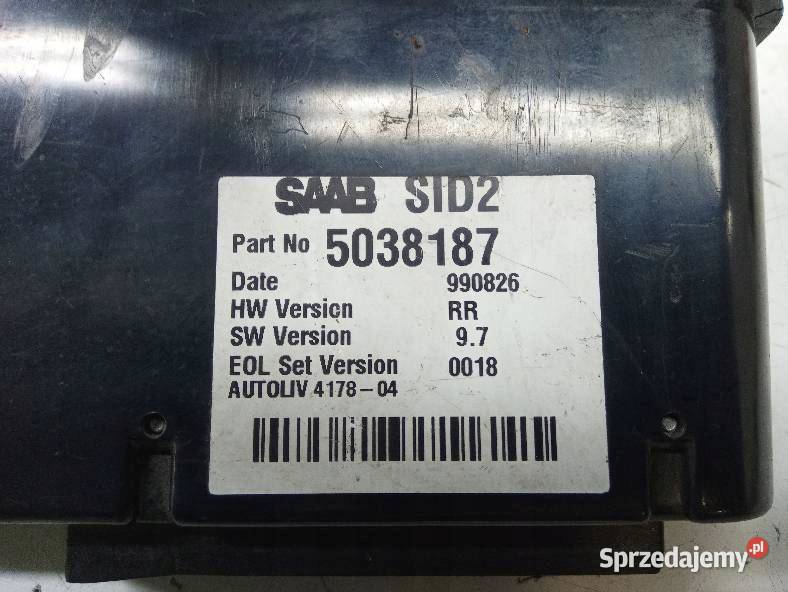 SAAB SID2
Part No 5038187
Date 990826
HW Version RR
SW Version 9.7
EOL Set Version 0018
AUTOLIV 4178-04
Sprzedajemy.pl